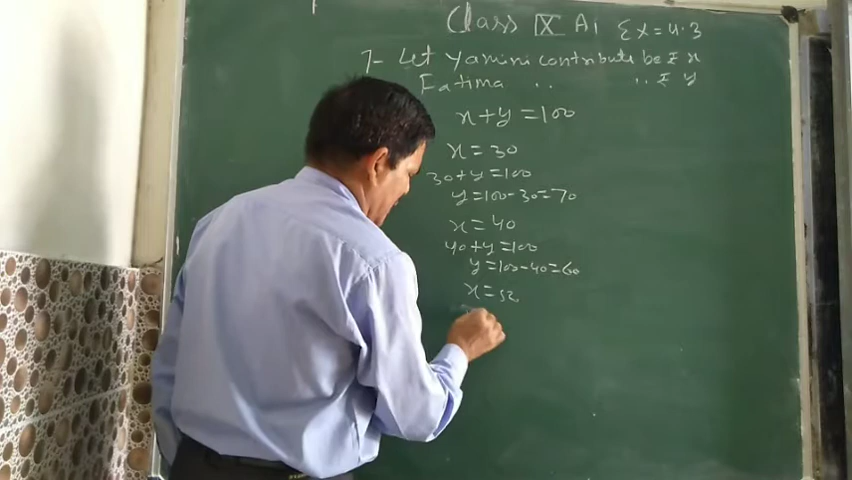 Class IX A1 Ex = 4.3
7- Let Yamini contribute be ₹ x
Fatima .. .. ₹ y
x+y=100
x=30
30+y=100
y=100-30=70
x=40
40+y=100
y=100-40=60
x=50